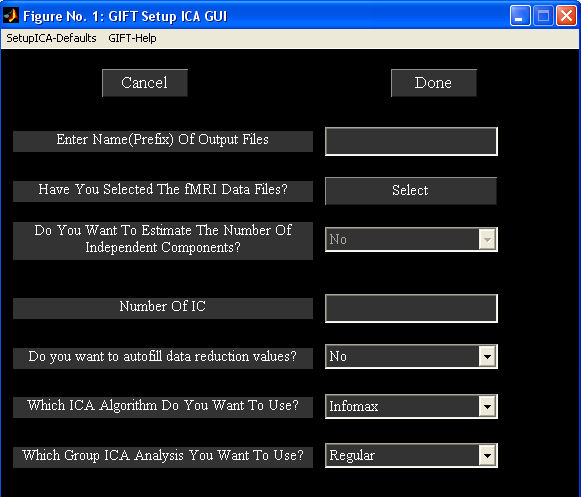 Figure No. 1: GIFT Setup ICA GUI
SetupICA-Defaults GIFT-Help
Cancel Done
Enter Name(Prefix) Of Output Files
Have You Selected The fMRI Data Files? Select
Do You Want To Estimate The Number Of
Independent Components? No
Number Of IC
Do you want to autofill data reduction values? No
Which ICA Algorithm Do You Want To Use? Infomax
Which Group ICA Analysis You Want To Use? Regular